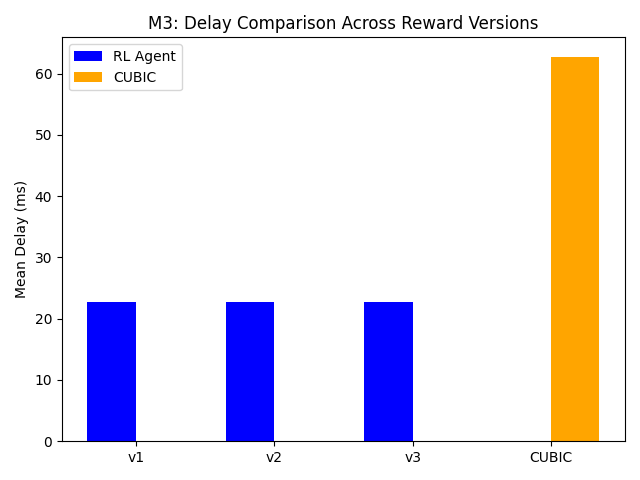 M3: Delay Comparison Across Reward Versions
RL Agent
CUBIC
Mean Delay (ms)
60
50
40
30
20
10
0
v1
v2
v3
CUBIC